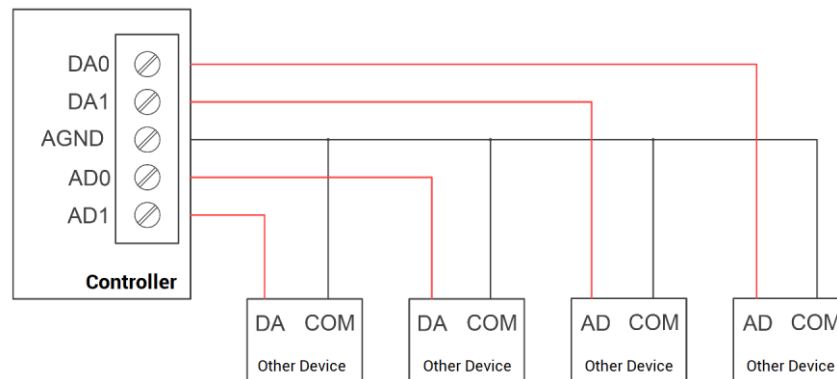 DA0
DA1
AGND
AD0
AD1
Controller
DA COM
Other Device
DA COM
Other Device
AD COM
Other Device
AD COM
Other Device